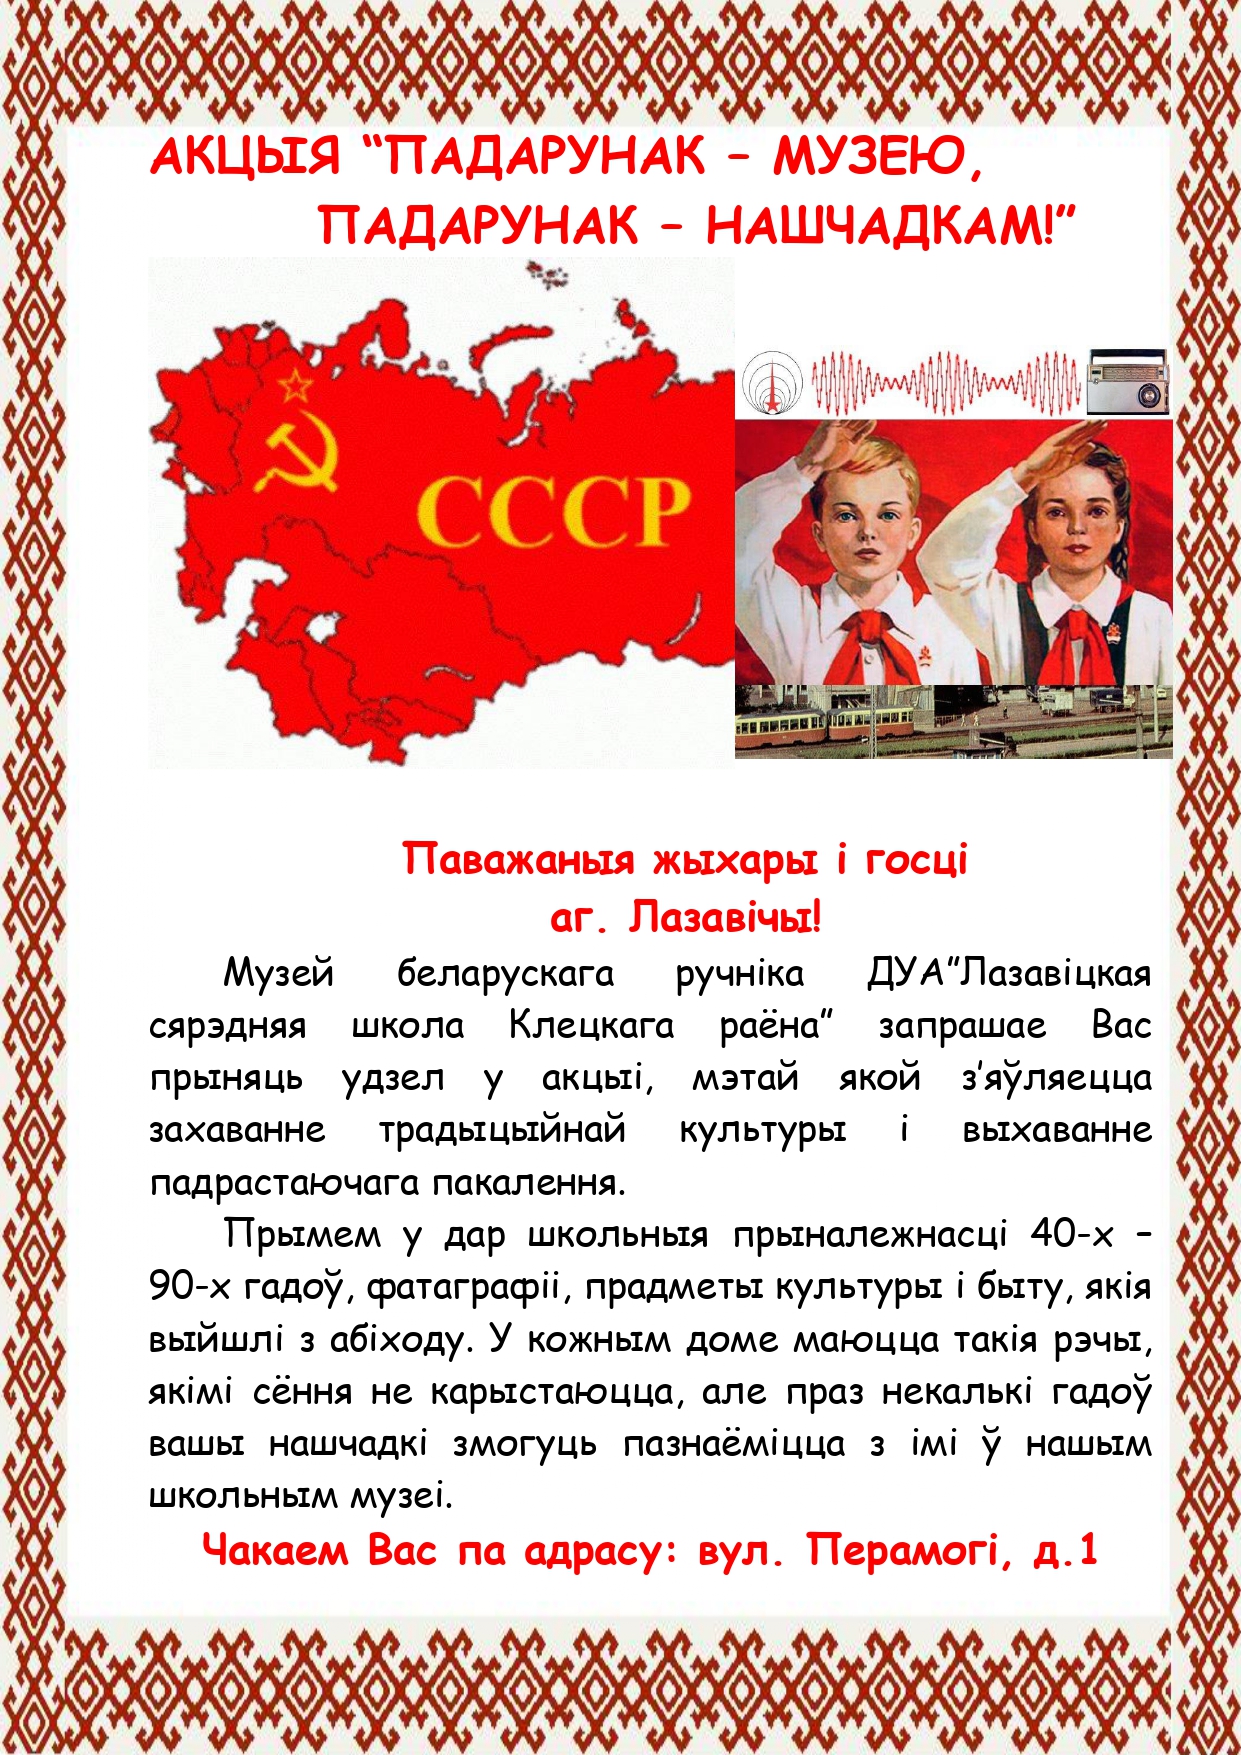 АКЦЫЯ “ПАДАРУНАК – МУЗЕЮ,
ПАДАРУНАК – НАШЧАДКАМ!”
СССР
Паважаныя жыхары і госці
аг. Лазавічы!
Музей беларускага ручніка ДУА”Лазавіцкая
сярэдняя школа Клецкага раёна” запрашае Вас
прыняць удзел у акцыі, мэтай якой з’яўляецца
захаванне традыцыйнай культуры і выхаванне
падрастаючага пакалення.
Прымем у дар школьныя прыналежнасці 40-х –
90-х гадоў, фатаграфіі, прадметы культуры і быту, якія
выйшлі з абіходу. У кожным доме маюцца такія рэчы,
якімі сёння не карыстаюцца, але праз некалькі гадоў
вашы нашчадкі змогуць пазнаёміцца з імі ў нашым
школьным музеі.
Чакаем Вас па адрасу: вул. Перамогі, д.1